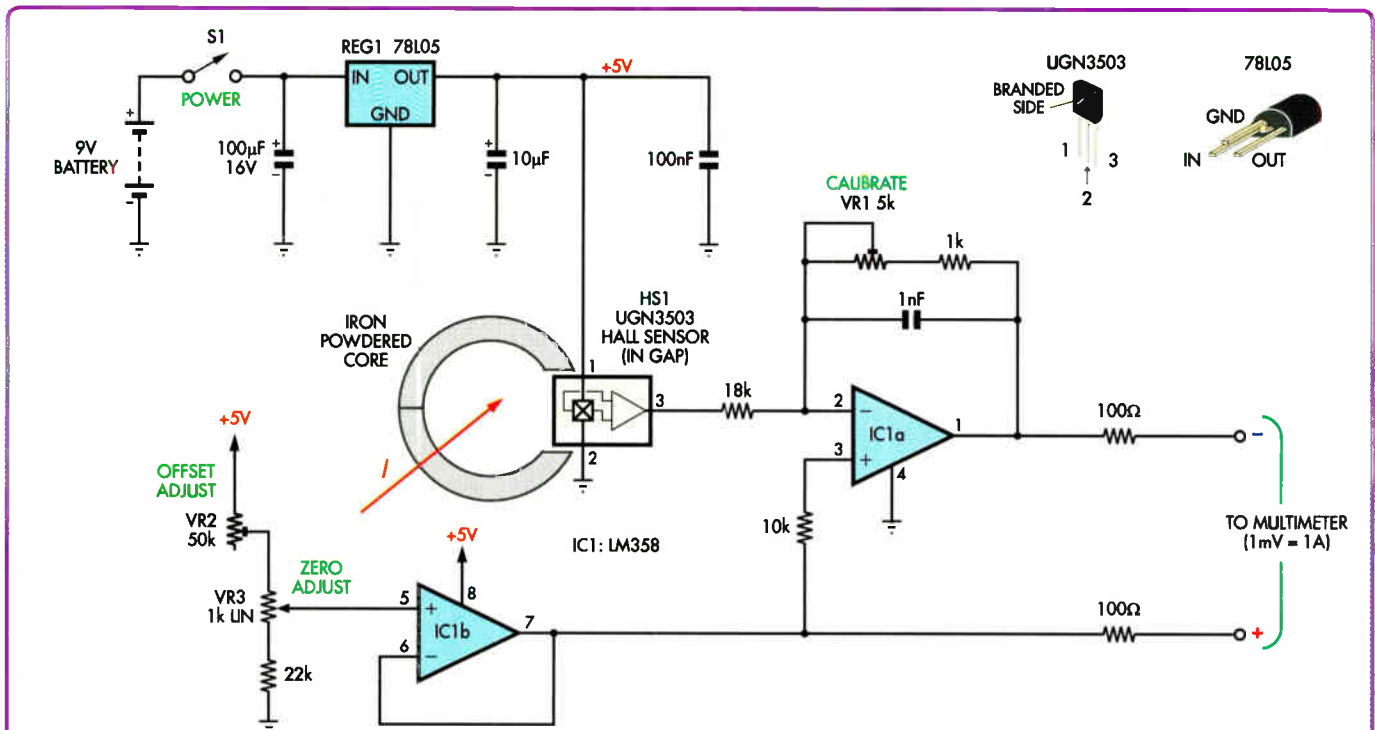 S1
POWER
9V
BATTERY
100µF
16V
REG1 78L05
IN OUT
GND
10µF
+5V
100nF
UGN3503
BRANDED
SIDE
1
2
3
78L05
GND
IN
OUT
CALIBRATE
VR1 5k
1k
1nF
IRON
POWDERED
CORE
I
HS1
UGN3503
HALL SENSOR
(IN GAP)
1
2
3
18k
2
3
IC1a
1
4
100Ω
–
10k
TO MULTIMETER
(1mV = 1A)
+5V
OFFSET
ADJUST
VR2
50k
ZERO
ADJUST
VR3
1k LIN
22k
IC1: LM358
+5V
5
6
8
IC1b
7
100Ω
+